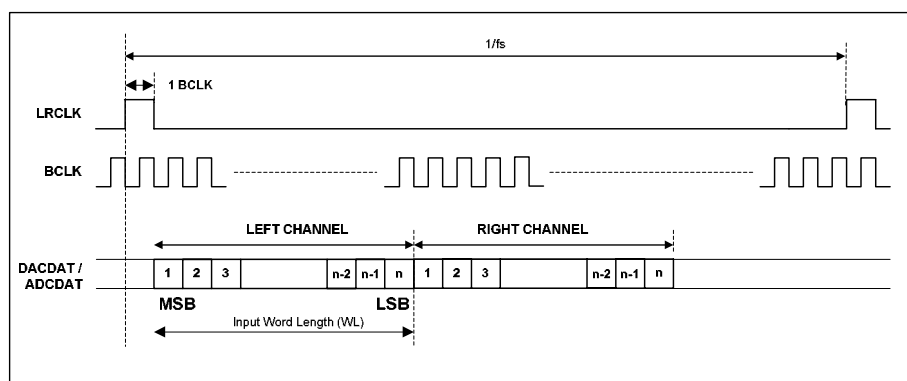 1/fs
1 BCLK
LRCLK
BCLK
LEFT CHANNEL
RIGHT CHANNEL
DACDAT /
ADCDAT
1 2 3 n-2 n-1 n 1 2 3 n-2 n-1 n
MSB LSB
Input Word Length (WL)